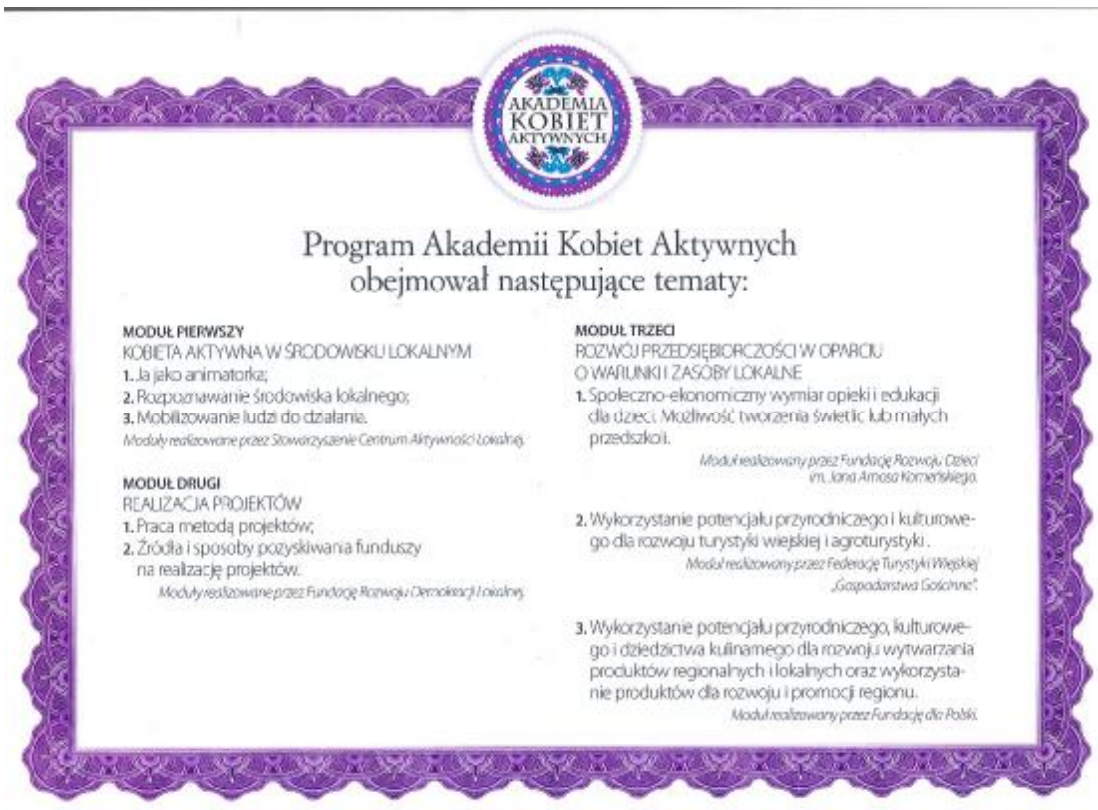 AKADEMIA
KOBIET
AKTYWNYCH
Program Akademii Kobiet Aktywnych
obejmował następujące tematy:
MODUŁ PIERWSZY
KOBIETA AKTYWNA W ŚRODOWISKU LOKALNYM
1. Ja jako animatorka;
2. Rozpoznawanie środowiska lokalnego;
3. Mobilizowanie ludzi do działania.
Moduły realizowane przez Stowarzyszenie Centrum Aktywności Lokalnej.
MODUŁ DRUGI
REALIZACJA PROJEKTÓW
1. Praca metodą projektów;
2. Źródła i sposoby pozyskiwania funduszy
na realizację projektów.
Moduły realizowane przez Fundację Rozwoju Demokracji Lokalnej.
MODUŁ TRZECI
ROZWÓJ PRZEDSIĘBIORCZOŚCI W OPARCIU
O WARUNKI I ZASOBY LOKALNE
1. Społeczno-ekonomiczny wymiar opieki i edukacji
dla dzieci. Możliwość tworzenia świetlic lub małych
przedszkoli.
Moduł realizowany przez Fundację Rozwoju Dzieci
im. Jana Amosa Komeńskiego.
2. Wykorzystanie potencjału przyrodniczego i kulturowe-
go dla rozwoju turystyki wiejskiej i agroturystyki.
Moduł realizowany przez Federację Turystyki Wiejskiej
„Gospodarstwa Gościnne”.
3. Wykorzystanie potencjału przyrodniczego, kulturowe-
go i dziedzictwa kulinarnego dla rozwoju wytwarzania
produktów regionalnych i lokalnych oraz wykorzysta-
nie produktów dla rozwoju i promocji regionu.
Moduł realizowany przez Fundację dla Polski.